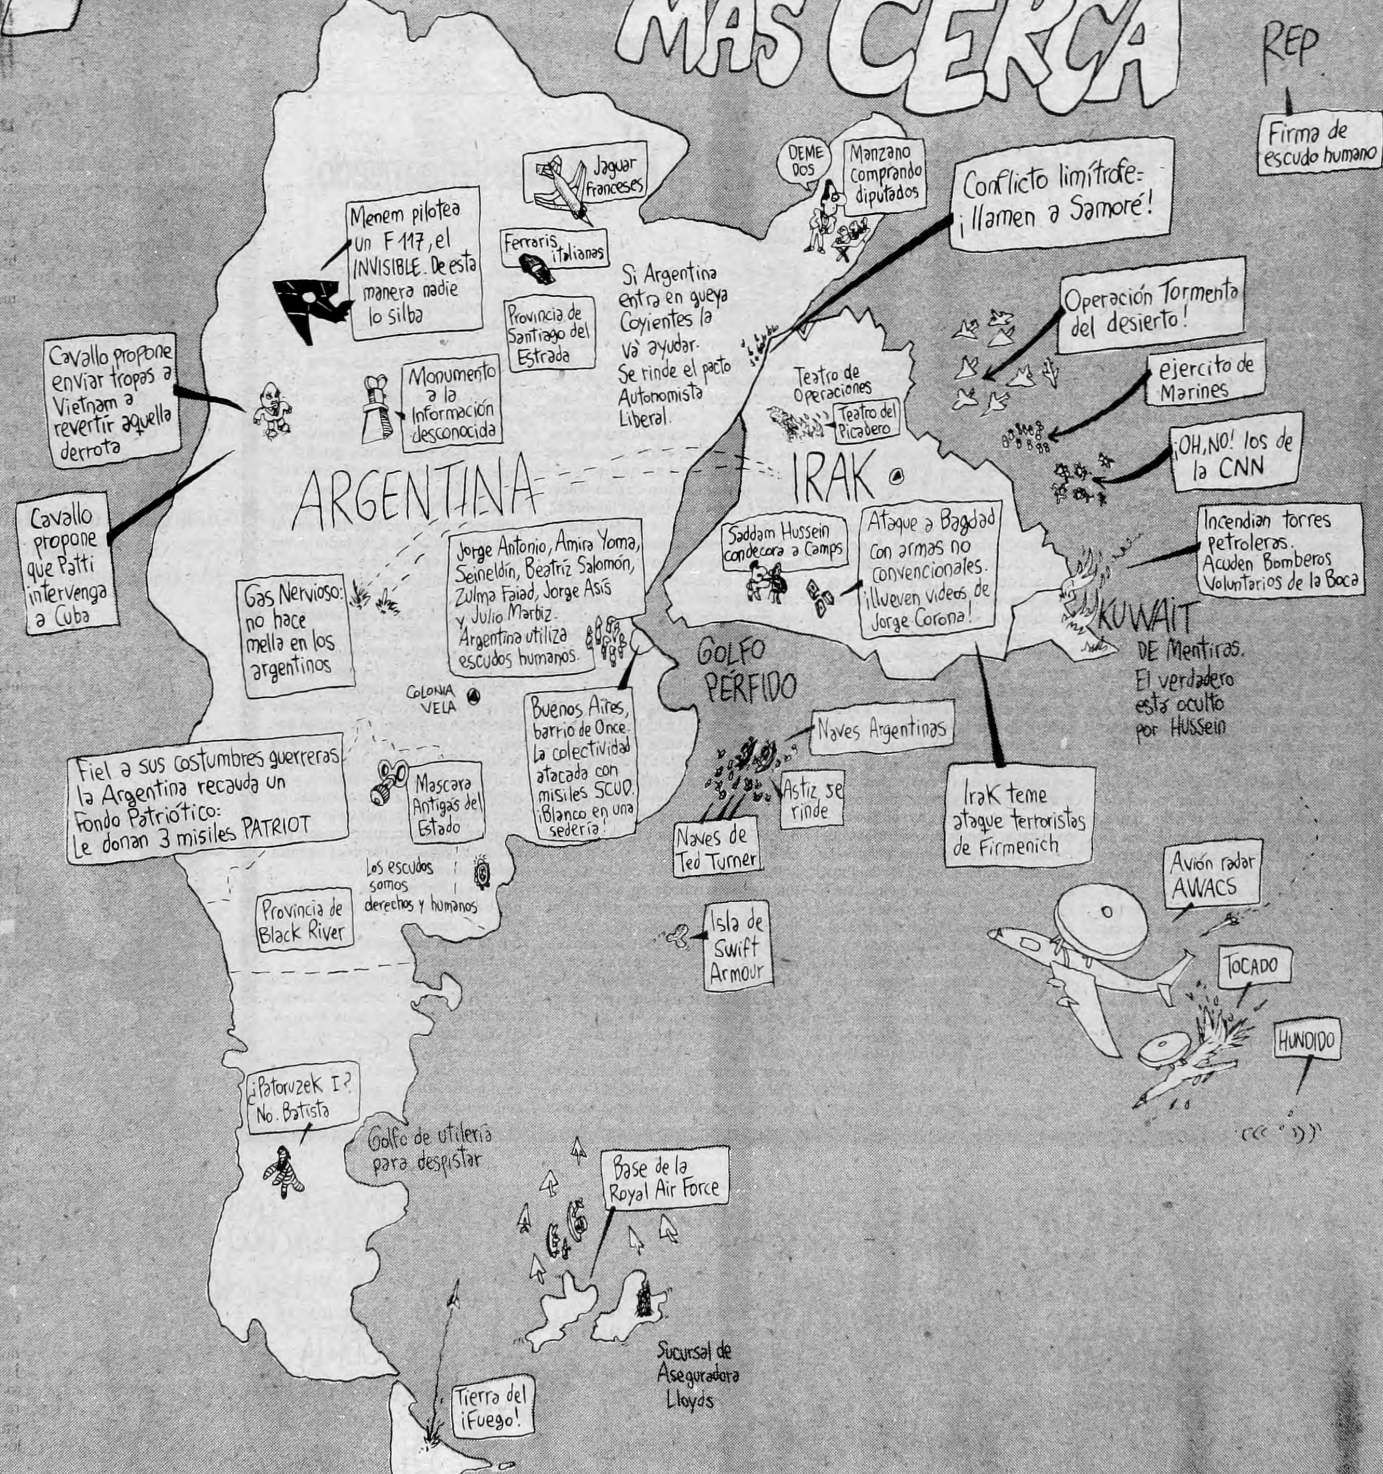 MAS CERCA
REP
Firma de
escudo humano
Jaguar
franceses
DEME
DOS
Manzano
comprando
diputados
Conflicto limítrofe=
¡llamen a Samoré!
Menem pilotea
un F 117, el
INVISIBLE. De esta
manera nadie
lo silba
Ferraris
italianas
Si Argentina
entra en gueya
Coyientes la
va ayudar.
Se rinde el pacto
Autonomista
Liberal.
Operación Tormenta
del desierto!
Provincia de
Santiago del
Estrada
Cavallo propone
enviar tropas a
Vietnam a
revertir aquella
derrota
Monumento
a la
Información
desconocida
Teatro de
Operaciones
Teatro del
Picadero
ejercito de
Marines
¡OH, NO! los de
la CNN
ARGENTINA
IRAK
Cavallo
propone
que Patti
intervenga
a Cuba
Jorge Antonio, Amira Yoma,
Seineldín, Beatriz Salomón,
Zulma Faiad, Jorge Asís
y Julio Marbiz.
Argentina utiliza
escudos humanos.
Saddam Hussein
condecora a Camps
Ataque a Bagdad
con armas no
convencionales.
¡llueven videos de
Jorge Corona!
Incendian torres
petroleras.
Acuden Bomberos
Voluntarios de la Boca
Gas Nervioso:
no hace
mella en los
argentinos
KUWAIT
DE Mentiras.
El verdadero
está oculto
por Hussein
GOLFO
PÉRFIDO
COLONIA
VELA
Buenos Aires,
barrio de Once.
La colectividad
atacada con
misiles SCUD.
¡Blanco en una
sedería!
Naves Argentinas
Astiz se
rinde
Naves de
Ted Turner
Fiel a sus costumbres guerreras
la Argentina recauda un
Fondo Patriótico:
Le donan 3 misiles PATRIOT
Mascara
Antigás del
Estado
Irak teme
ataque terroristas
de Firmenich
Los escudos
somos
derechos y humanos
Provincia de
Black River
Isla de
Swift
Armour
Avión radar
AWACS
TOCADO
HUNDIDO
¿Patoruzek I?
No. Batista
Golfo de utilería
para despistar
Base de la
Royal Air Force
Sucursal de
Aseguradora
Lloyds
Tierra del
¡Fuego!